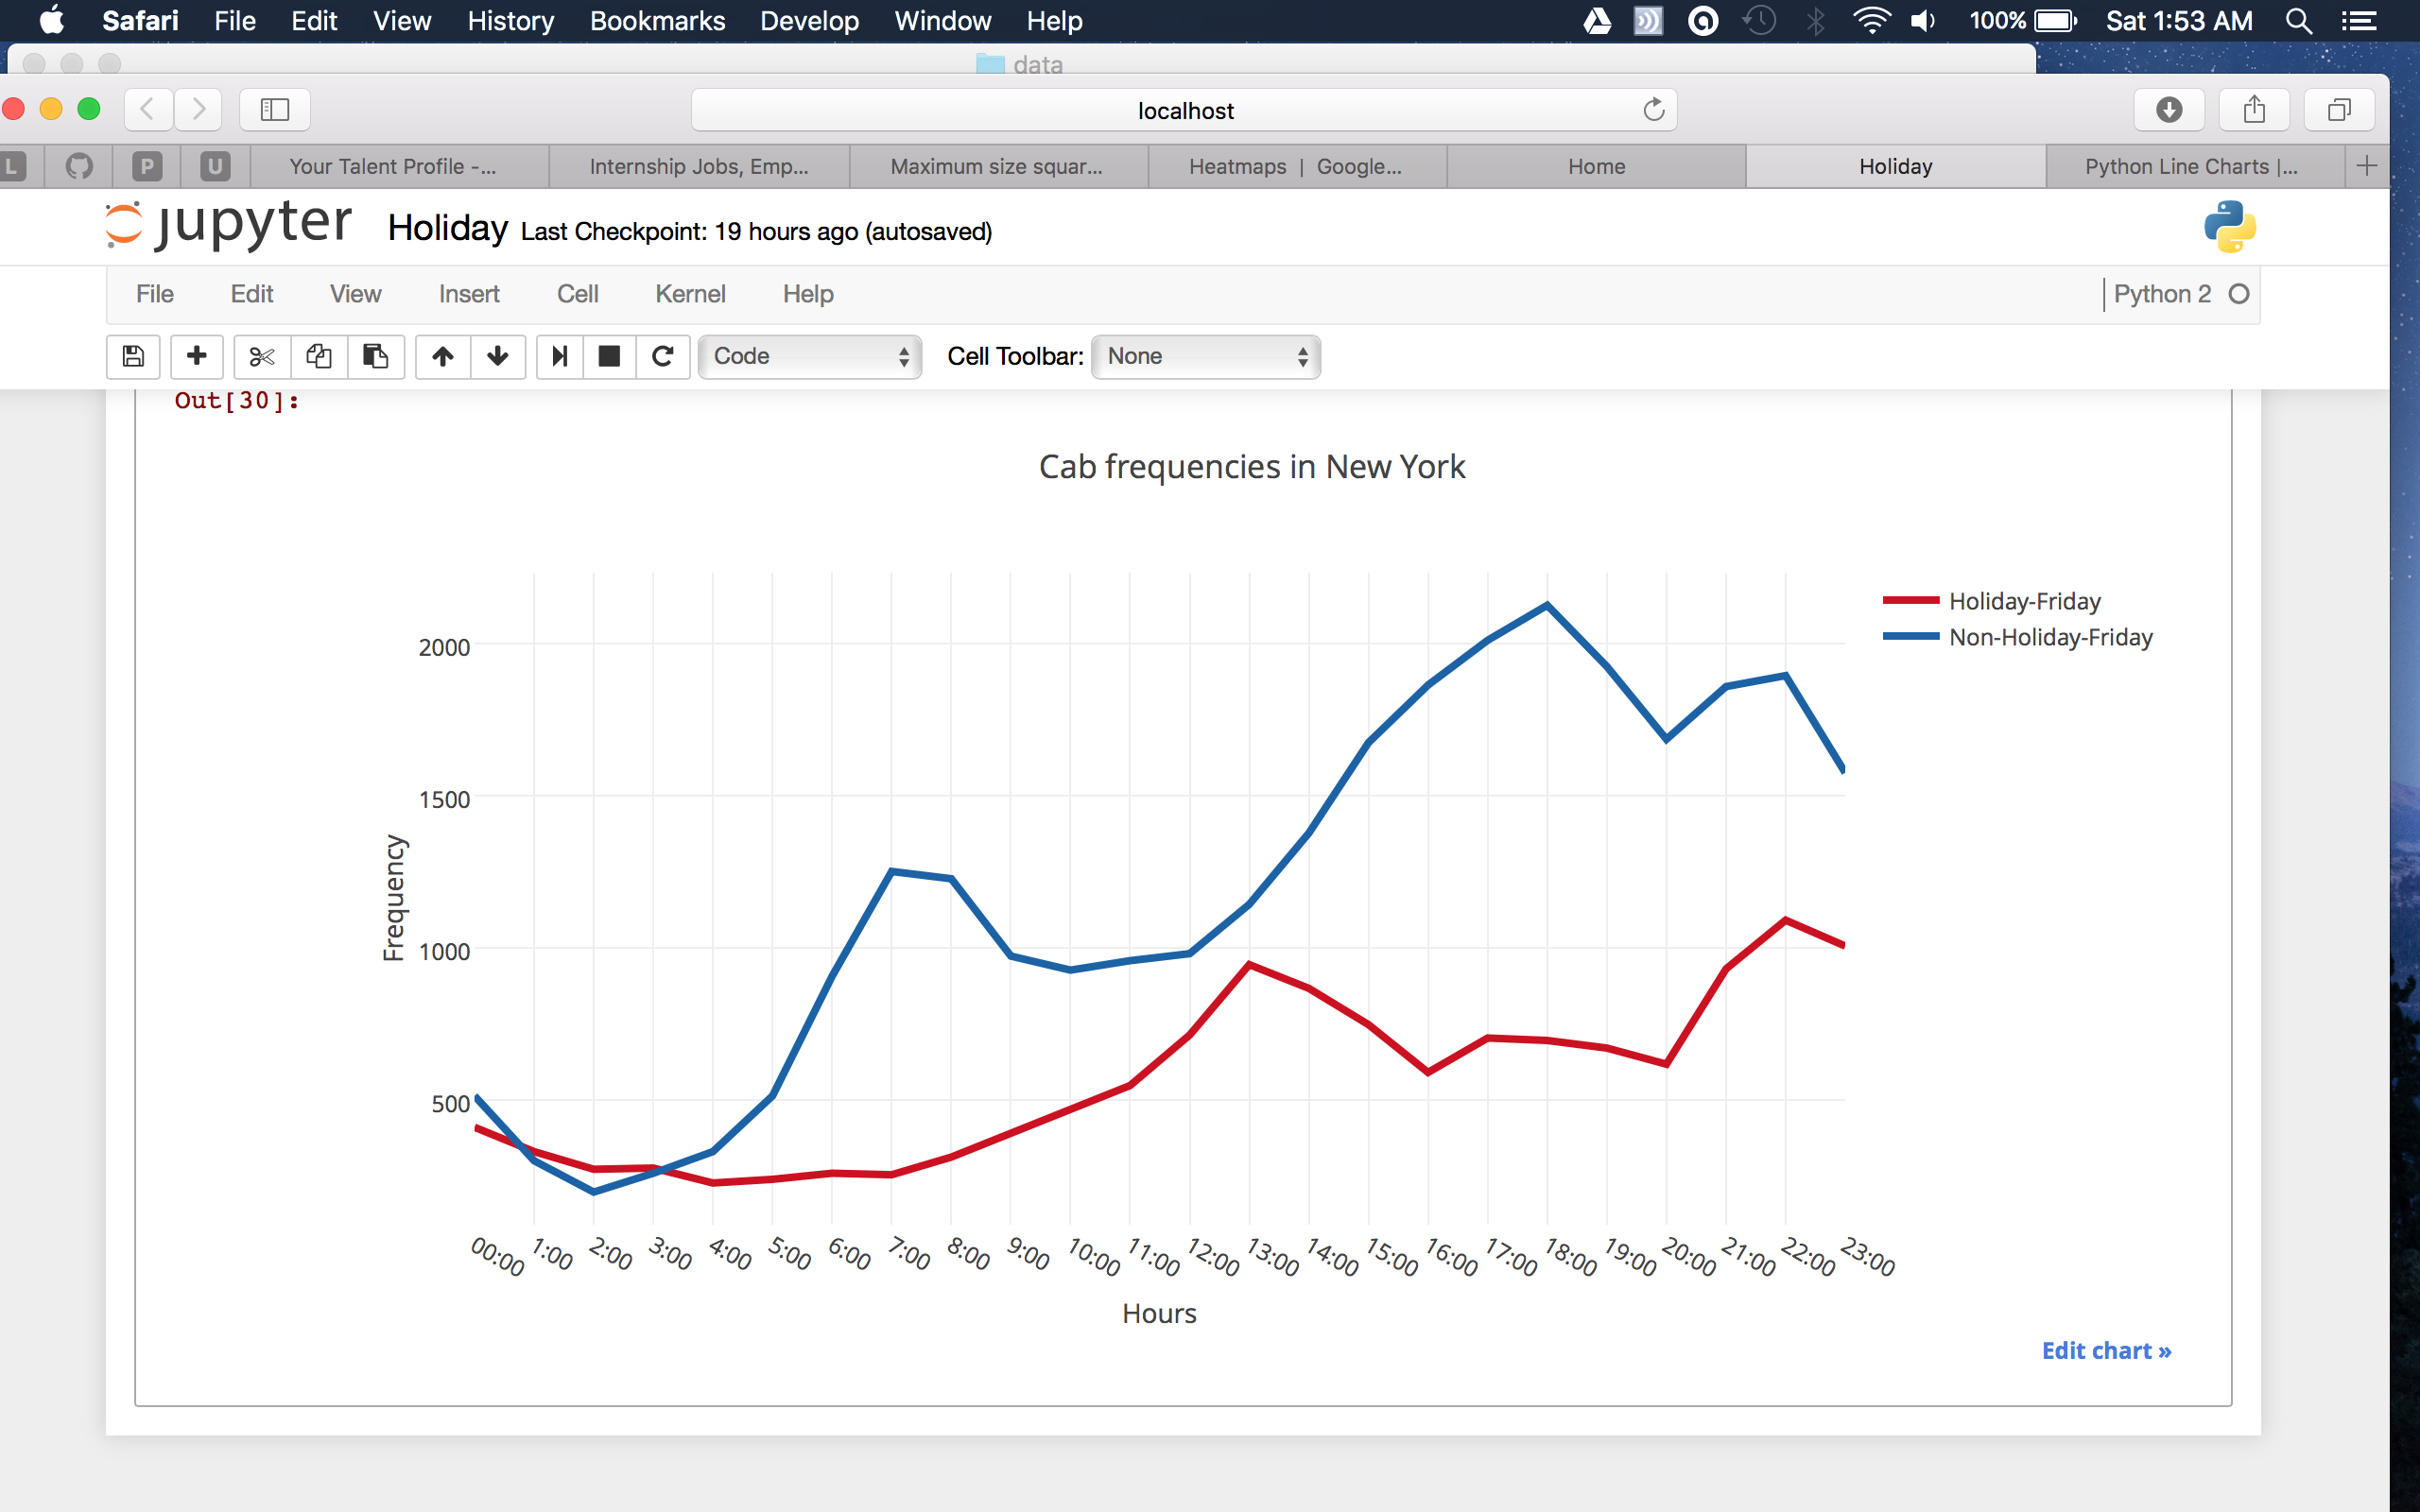 Safari File Edit View History Bookmarks Develop Window Help 100% Sat 1:53 AM
data
localhost
L P U Your Talent Profile -... Internship Jobs, Emp... Maximum size squar... Heatmaps | Google... Home Holiday Python Line Charts |...
jupyter Holiday Last Checkpoint: 19 hours ago (autosaved)
File Edit View Insert Cell Kernel Help Python 2
Code Cell Toolbar: None
Out[30]:
Cab frequencies in New York
Holiday-Friday
Non-Holiday-Friday
2000
1500
1000
500
Frequency
00:00 1:00 2:00 3:00 4:00 5:00 6:00 7:00 8:00 9:00 10:00 11:00 12:00 13:00 14:00 15:00 16:00 17:00 18:00 19:00 20:00 21:00 22:00 23:00
Hours
Edit chart »